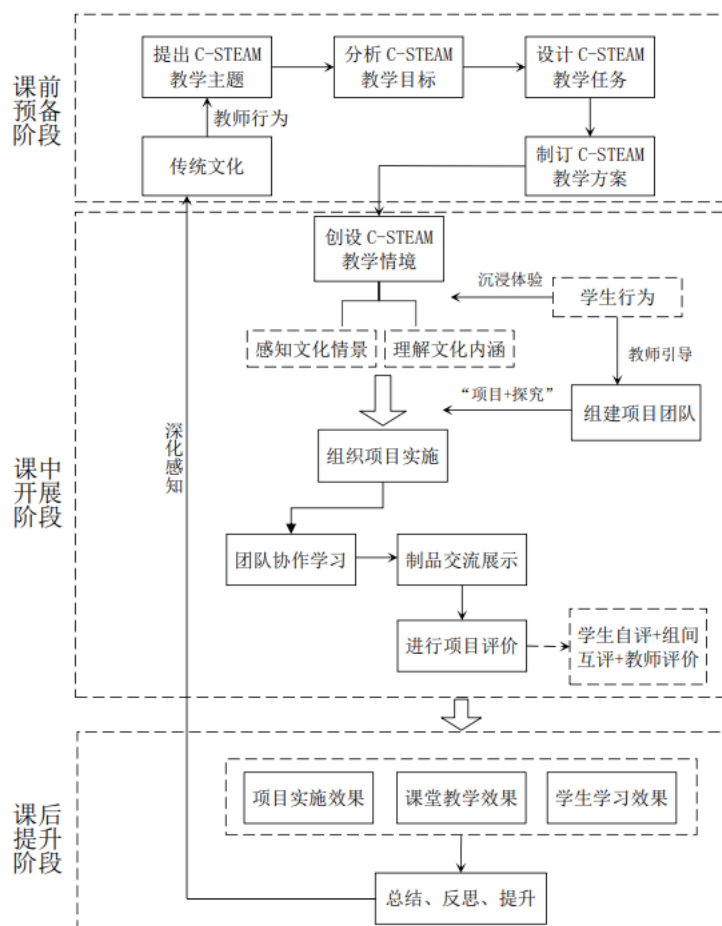 课前
预备
阶段
提出 C-STEAM
教学主题
分析 C-STEAM
教学目标
设计 C-STEAM
教学任务
教师行为
传统文化
制订 C-STEAM
教学方案
课中
开展
阶段
创设 C-STEAM
教学情境
沉浸体验
学生行为
感知文化情景
理解文化内涵
教师引导
“项目+探究”
组建项目团队
深化感知
组织项目实施
团队协作学习
制品交流展示
进行项目评价
学生自评+组间
互评+教师评价
课后
提升
阶段
项目实施效果
课堂教学效果
学生学习效果
总结、反思、提升